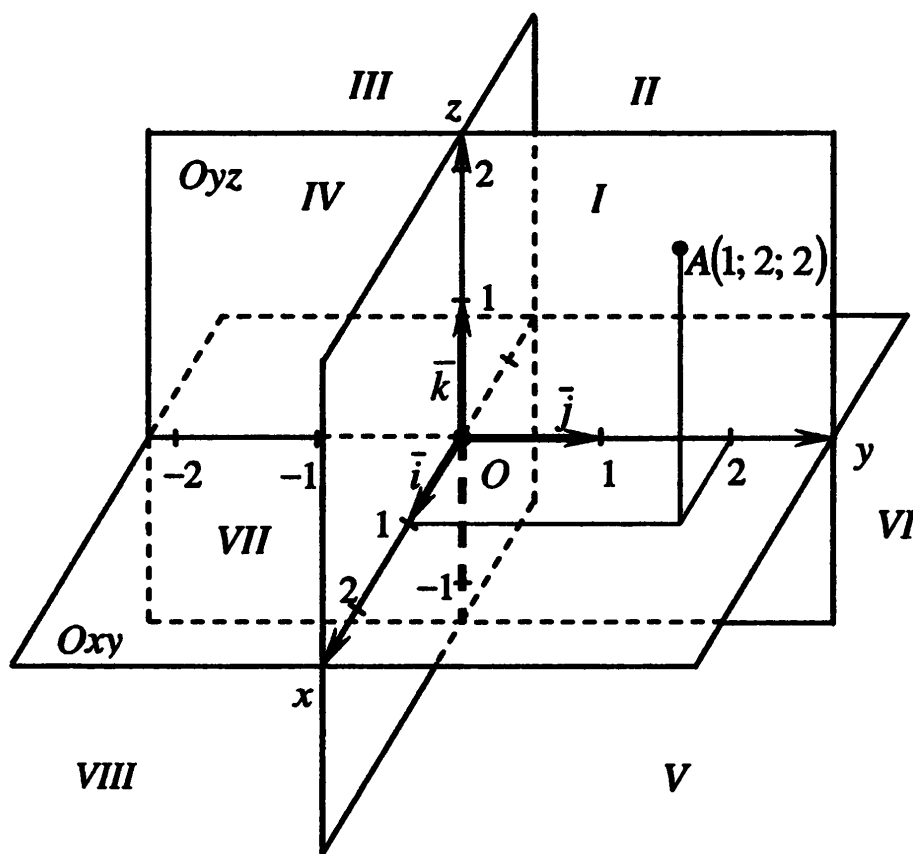 III II
z
Oyz 2
IV I
A(1; 2; 2)
1
k̄ j̄
–2 –1 ī O 1 2 y
1 VII VI
2 –1
Oxy
x
VIII V